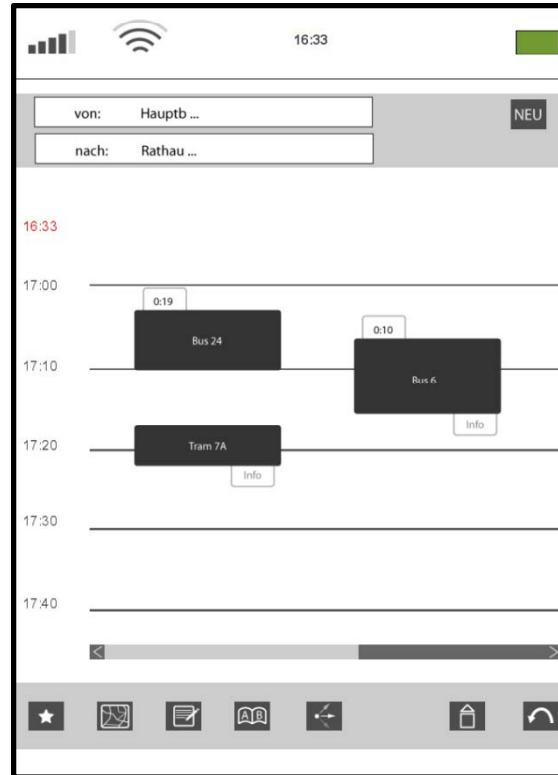 16:33
von: Hauptb ...
NEU
nach: Rathau ...
16:33
17:00
0:19
Bus 24
0:10
17:10
Bus 6
Info
17:20
Tram 7A
Info
17:30
17:40
< >
A B